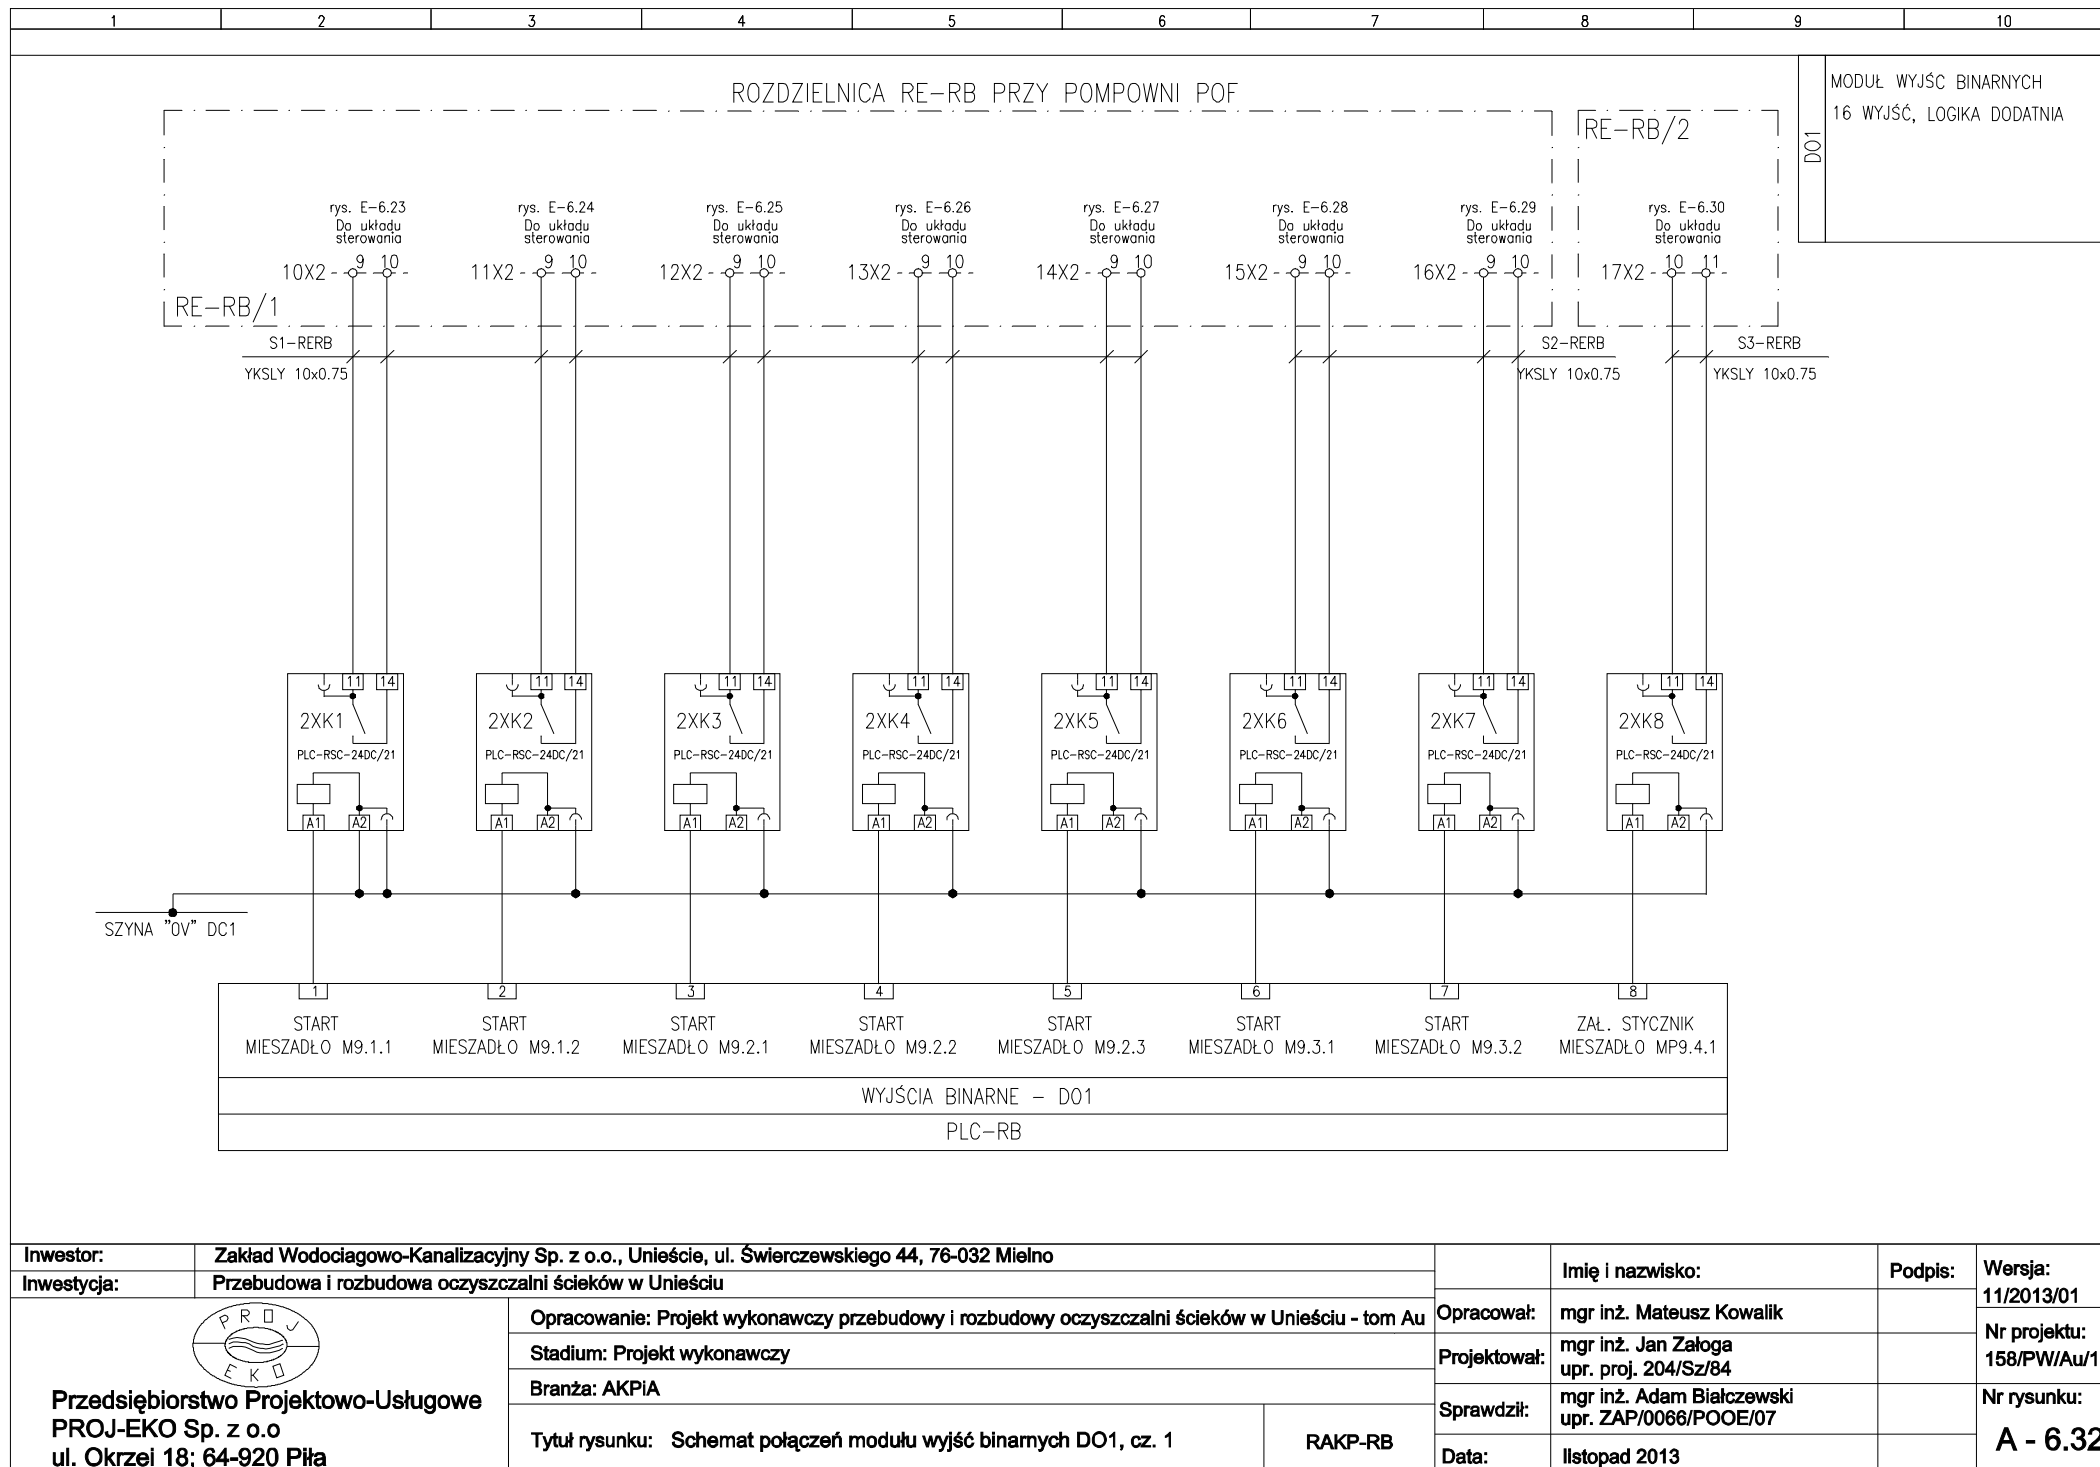 1 2 3 4 5 6 7 8 9 10
ROZDZIELNICA RE-RB PRZY POMPOWNI POF
MODUŁ WYJŚC BINARNYCH
16 WYJŚĆ, LOGIKA DODATNIA
DO1
RE-RB/2
rys. E-6.23
Do układu
sterowania
rys. E-6.24
Do układu
sterowania
rys. E-6.25
Do układu
sterowania
rys. E-6.26
Do układu
sterowania
rys. E-6.27
Do układu
sterowania
rys. E-6.28
Do układu
sterowania
rys. E-6.29
Do układu
sterowania
rys. E-6.30
Do układu
sterowania
10X2 9 10
11X2 9 10
12X2 9 10
13X2 9 10
14X2 9 10
15X2 9 10
16X2 9 10
17X2 10 11
RE-RB/1
S1-RERB
YKSLY 10x0.75
S2-RERB
YKSLY 10x0.75
S3-RERB
YKSLY 10x0.75
11 14
2XK1
PLC-RSC-24DC/21
A1 A2
11 14
2XK2
PLC-RSC-24DC/21
A1 A2
11 14
2XK3
PLC-RSC-24DC/21
A1 A2
11 14
2XK4
PLC-RSC-24DC/21
A1 A2
11 14
2XK5
PLC-RSC-24DC/21
A1 A2
11 14
2XK6
PLC-RSC-24DC/21
A1 A2
11 14
2XK7
PLC-RSC-24DC/21
A1 A2
11 14
2XK8
PLC-RSC-24DC/21
A1 A2
SZYNA "0V" DC1
1
START
MIESZADŁO M9.1.1
2
START
MIESZADŁO M9.1.2
3
START
MIESZADŁO M9.2.1
4
START
MIESZADŁO M9.2.2
5
START
MIESZADŁO M9.2.3
6
START
MIESZADŁO M9.3.1
7
START
MIESZADŁO M9.3.2
8
ZAŁ. STYCZNIK
MIESZADŁO MP9.4.1
WYJŚCIA BINARNE - DO1
PLC-RB
Inwestor: Zakład Wodociagowo-Kanalizacyjny Sp. z o.o., Unieście, ul. Świerczewskiego 44, 76-032 Mielno
Inwestycja: Przebudowa i rozbudowa oczyszczalni ścieków w Unieściu
PROJ
EKO
Przedsiębiorstwo Projektowo-Usługowe
PROJ-EKO Sp. z o.o
ul. Okrzei 18; 64-920 Piła
Opracowanie: Projekt wykonawczy przebudowy i rozbudowy oczyszczalni ścieków w Unieściu - tom Au
Stadium: Projekt wykonawczy
Branża: AKPiA
Tytuł rysunku: Schemat połączeń modułu wyjść binarnych DO1, cz. 1
RAKP-RB
Imię i nazwisko: Podpis:
Opracował: mgr inż. Mateusz Kowalik
Projektował: mgr inż. Jan Załoga
upr. proj. 204/Sz/84
Sprawdził: mgr inż. Adam Białczewski
upr. ZAP/0066/POOE/07
Data: listopad 2013
Wersja:
11/2013/01
Nr projektu:
158/PW/Au/1
Nr rysunku:
A - 6.32